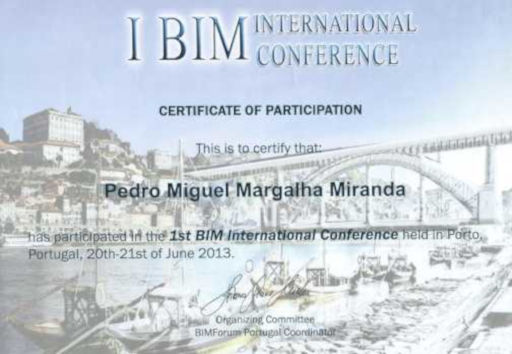 I BIM INTERNATIONAL
CONFERENCE
CERTIFICATE OF PARTICIPATION
This is to certify that:
Pedro Miguel Margalha Miranda
has participated in the 1st BIM International Conference held in Porto,
Portugal, 20th-21st of June 2013.
Organizing Committee
BIMForum Portugal Coordinator